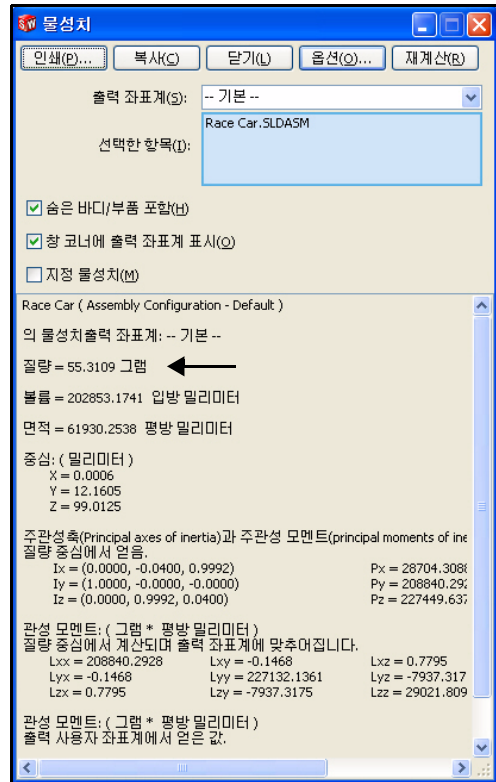 물성치
인쇄(P)... 복사(C) 닫기(L) 옵션(O)... 재계산(R)
출력 좌표계(S): -- 기본 --
선택한 항목(I): Race Car.SLDASM
숨은 바디/부품 포함(H)
창 코너에 출력 좌표계 표시(O)
지정 물성치(M)
Race Car ( Assembly Configuration - Default )
의 물성치출력 좌표계: -- 기본 --
질량 = 55.3109 그램
볼륨 = 202853.1741 입방 밀리미터
면적 = 61930.2538 평방 밀리미터
중심: ( 밀리미터 )
X = 0.0006
Y = 12.1605
Z = 99.0125
주관성축(Principal axes of inertia)과 주관성 모멘트(principal moments of ine
질량 중심에서 얻음.
Ix = (0.0000, -0.0400, 0.9992) Px = 28704.308
Iy = (1.0000, -0.0000, -0.0000) Py = 208840.292
Iz = (0.0000, 0.9992, 0.0400) Pz = 227449.637
관성 모멘트: ( 그램 * 평방 밀리미터 )
질량 중심에서 계산되며 출력 좌표계에 맞추어집니다.
Lxx = 208840.2928 Lxy = -0.1468 Lxz = 0.7795
Lyx = -0.1468 Lyy = 227132.1361 Lyz = -7937.317
Lzx = 0.7795 Lzy = -7937.3175 Lzz = 29021.809
관성 모멘트: ( 그램 * 평방 밀리미터 )
출력 사용자 좌표계에서 얻은 값.